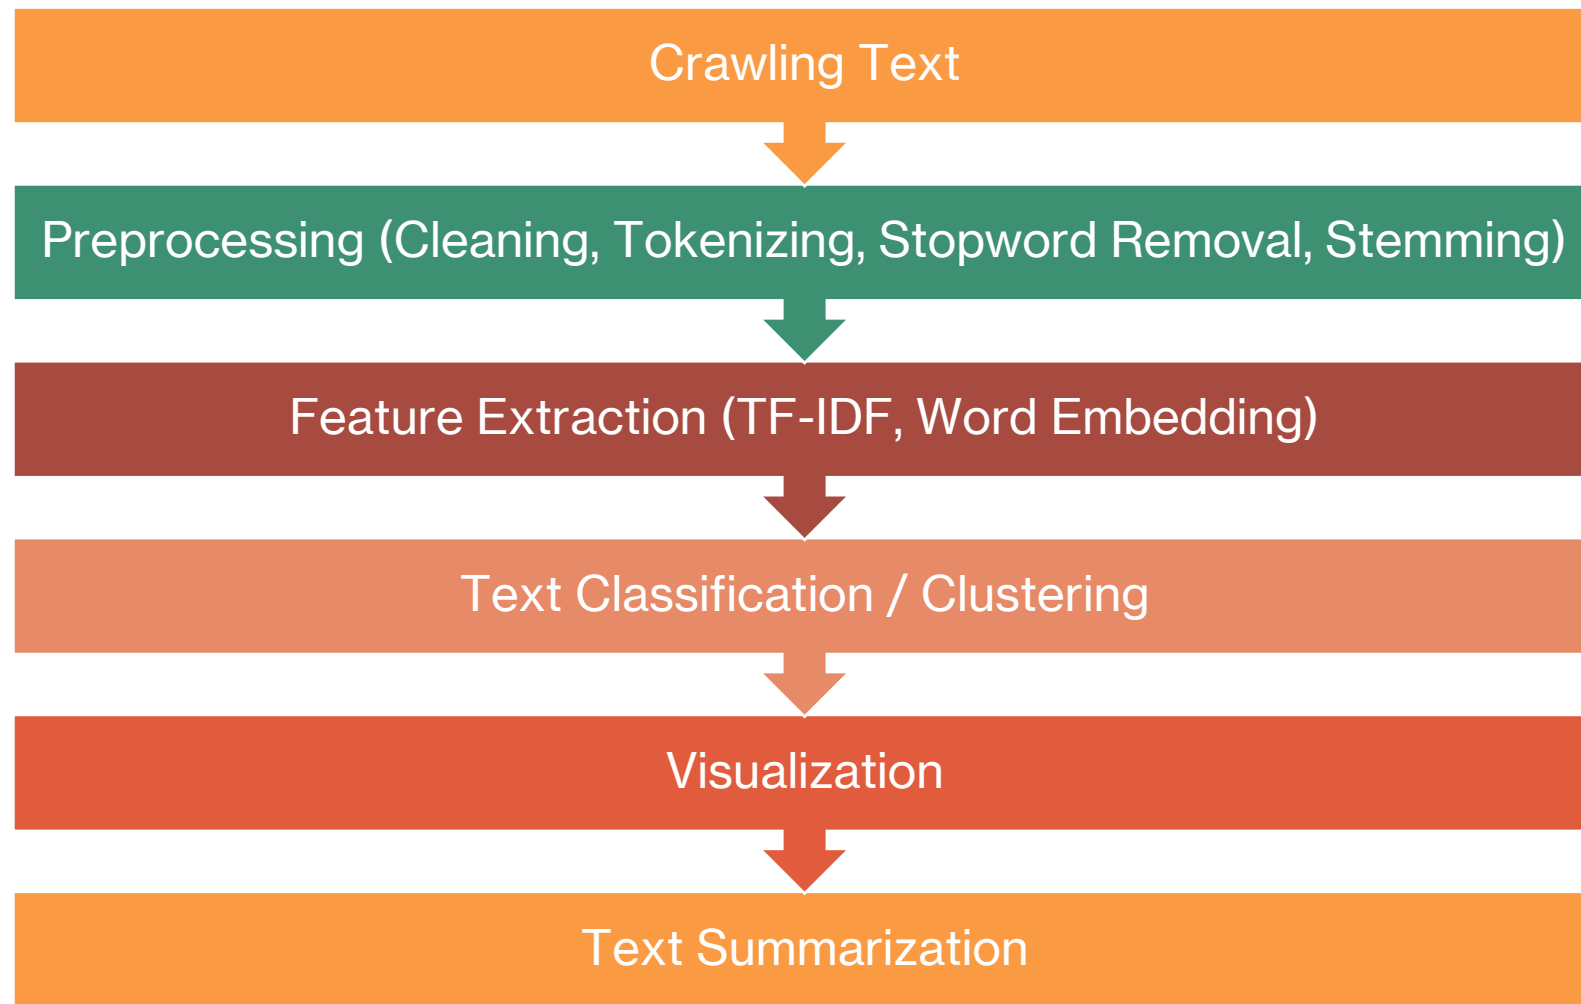 Crawling Text
Preprocessing (Cleaning, Tokenizing, Stopword Removal, Stemming)
Feature Extraction (TF-IDF, Word Embedding)
Text Classification / Clustering
Visualization
Text Summarization